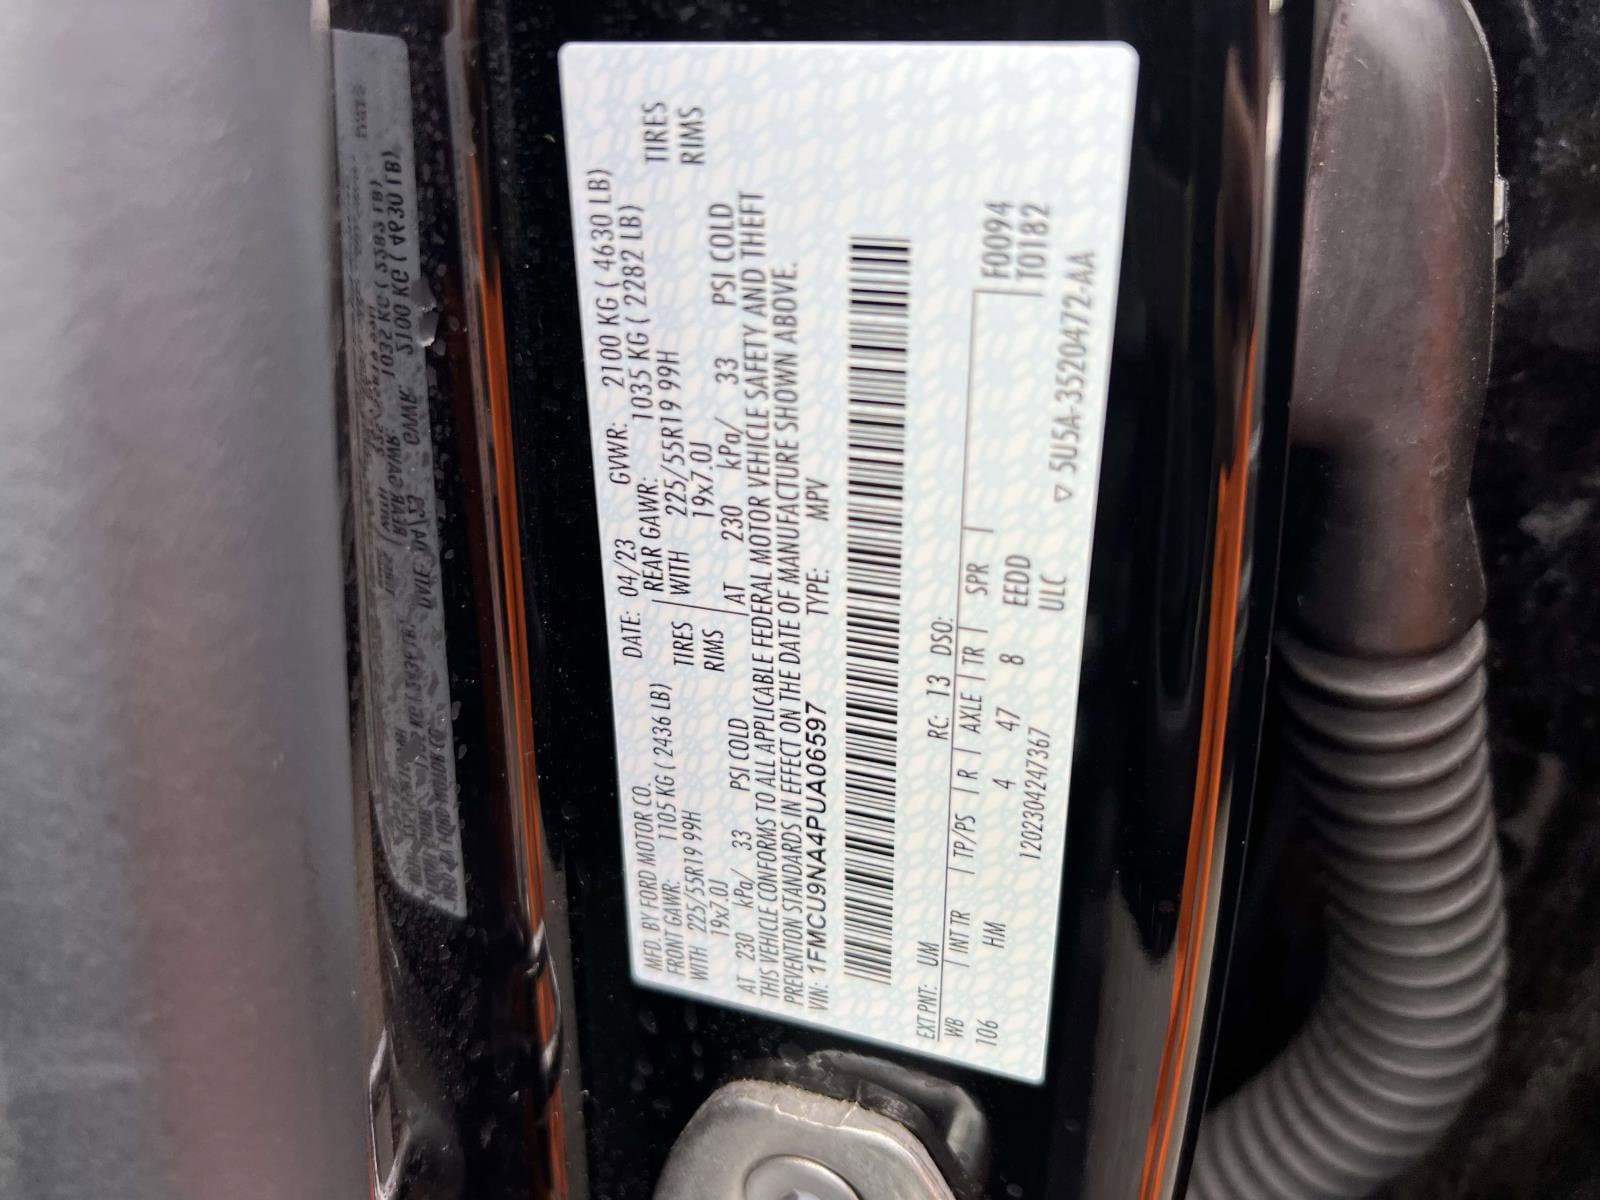 MFD. BY FORD MOTOR CO.
DATE: 04/23 GVWR: 2100 KG ( 4630 LB)
FRONT GAWR: 1105 KG ( 2436 LB)
REAR GAWR: 1035 KG ( 2282 LB)
WITH 225/55R19 99H TIRES
WITH 225/55R19 99H TIRES
19x7.0J RIMS
19x7.0J RIMS
AT 230 kPa/ 33 PSI COLD
AT 230 kPa/ 33 PSI COLD
THIS VEHICLE CONFORMS TO ALL APPLICABLE FEDERAL MOTOR VEHICLE SAFETY AND THEFT
PREVENTION STANDARDS IN EFFECT ON THE DATE OF MANUFACTURE SHOWN ABOVE.
VIN: 1FMCU9NA4PUA06597 TYPE: MPV
EXT PNT: UM RC: 13 DSO:
WB INT TR TP/PS R AXLE TR SPR
F0094
106 HM 4 47 8 EEDD
T0182
1202304247367 ULC
5U5A-3520472-AA